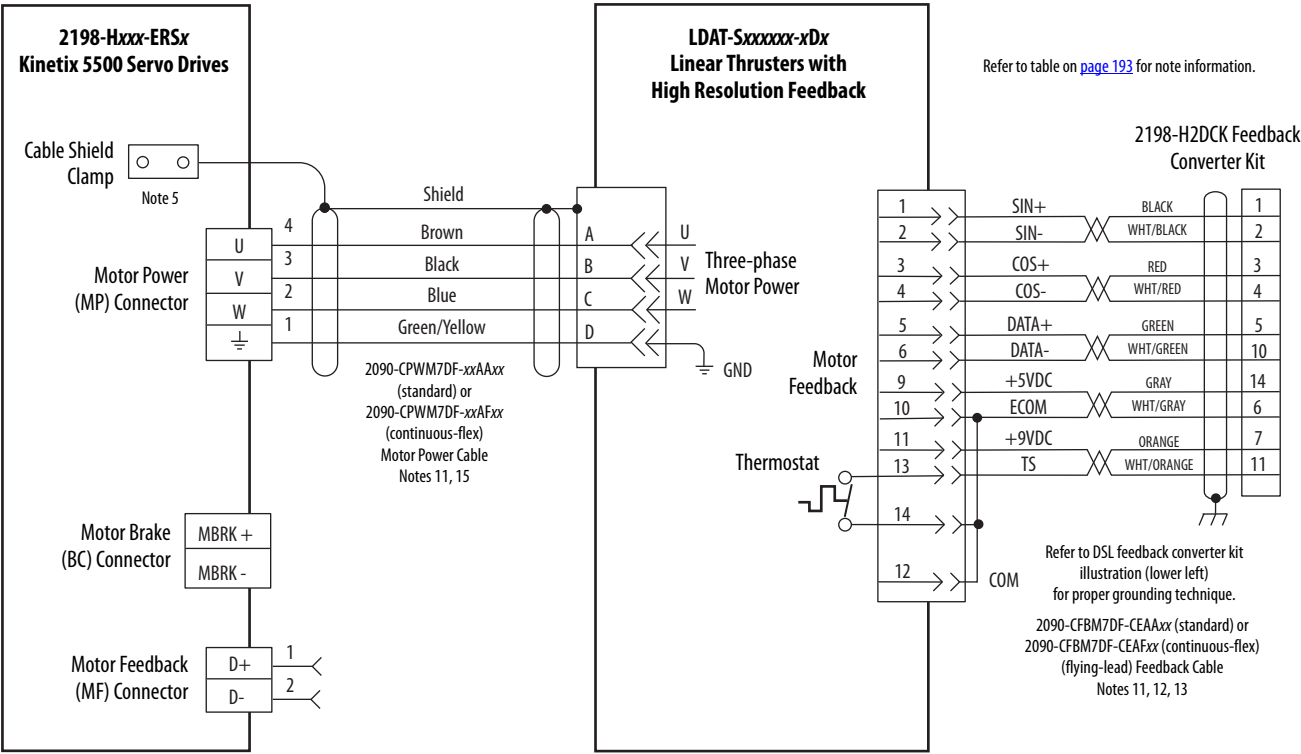 2198-Hxxx-ERSx
Kinetix 5500 Servo Drives
LDAT-Sxxxxxx-xDx
Linear Thrusters with
High Resolution Feedback
Refer to table on page 193 for note information.
2198-H2DCK Feedback
Converter Kit
Cable Shield
Clamp
Note 5
Shield
Motor Power
(MP) Connector
U 4 Brown A U
V 3 Black B V
W 2 Blue C W
1 Green/Yellow D
Three-phase
Motor Power
GND
2090-CPWM7DF-xxAAxx
(standard) or
2090-CPWM7DF-xxAFxx
(continuous-flex)
Motor Power Cable
Notes 11, 15
Motor
Feedback
1 SIN+ BLACK 1
2 SIN- WHT/BLACK 2
3 COS+ RED 3
4 COS- WHT/RED 4
5 DATA+ GREEN 5
6 DATA- WHT/GREEN 10
9 +5VDC GRAY 14
10 ECOM WHT/GRAY 6
11 +9VDC ORANGE 7
13 TS WHT/ORANGE 11
14
12 COM
Thermostat
Motor Brake
(BC) Connector
MBRK +
MBRK -
Motor Feedback
(MF) Connector
D+ 1
D- 2
Refer to DSL feedback converter kit
illustration (lower left)
for proper grounding technique.
2090-CFBM7DF-CEAAxx (standard) or
2090-CFBM7DF-CEAFxx (continuous-flex)
(flying-lead) Feedback Cable
Notes 11, 12, 13